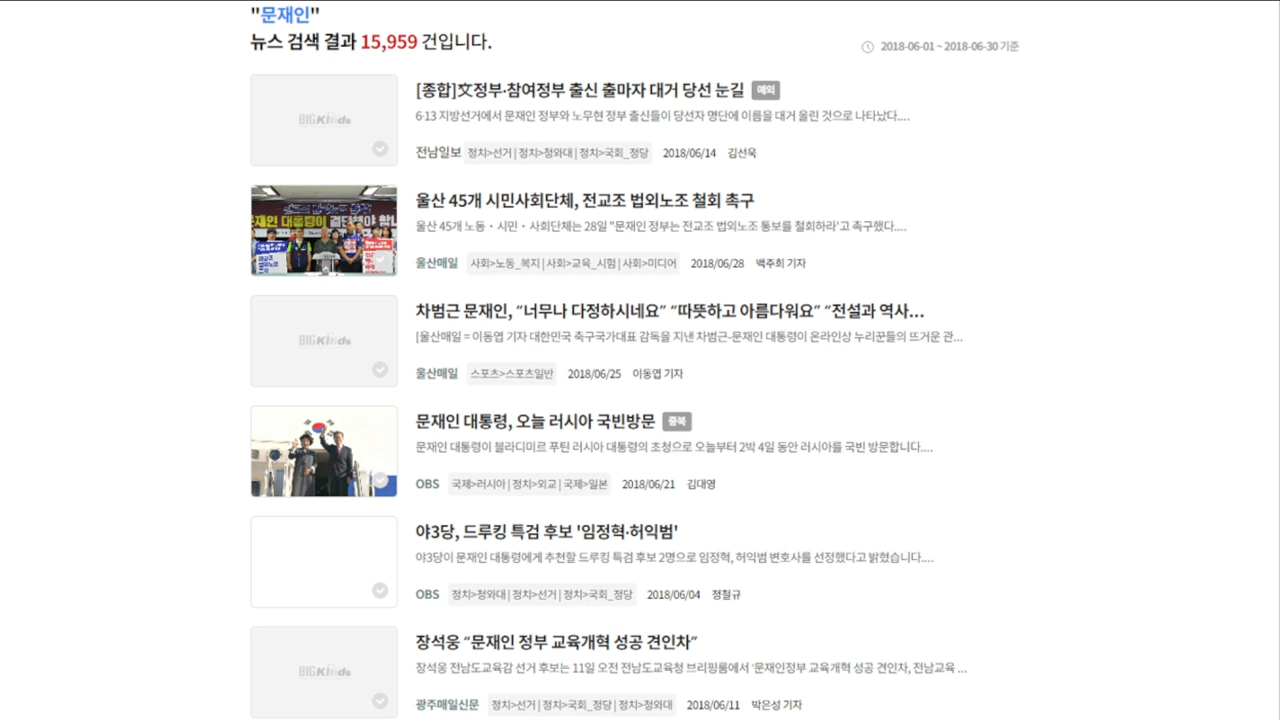 "문재인"
뉴스 검색 결과 15,959 건입니다.
2018-06-01 ~ 2018-06-30 기준
BIGKinds
[종합]文정부·참여정부 출신 출마자 대거 당선 눈길 예외
6·13 지방선거에서 문재인 정부와 노무현 정부 출신들이 당선자 명단에 이름을 대거 올린 것으로 나타났다....
전남일보 정치>선거 | 정치>청와대 | 정치>국회_정당 2018/06/14 김선욱
문재인 대통령이 결단해야 합니
울산 45개 시민사회단체, 전교조 법외노조 철회 촉구
울산 45개 노동・시민・사회단체는 28일 "문재인 정부는 전교조 법외노조 통보를 철회하라'고 촉구했다....
울산매일 사회>노동_복지 | 사회>교육_시험 | 사회>미디어 2018/06/28 백주희 기자
BIGKinds
차범근 문재인, “너무나 다정하시네요” “따뜻하고 아름다워요” “전설과 역사...
[울산매일 = 이동엽 기자 대한민국 축구국가대표 감독을 지낸 차범근-문재인 대통령이 온라인상 누리꾼들의 뜨거운 관...
울산매일 스포츠>스포츠일반 2018/06/25 이동엽 기자
문재인 대통령, 오늘 러시아 국빈방문 중복
문재인 대통령이 블라디미르 푸틴 러시아 대통령의 초청으로 오늘부터 2박 4일 동안 러시아를 국빈 방문합니다....
OBS 국제>러시아 | 정치>외교 | 국제>일본 2018/06/21 김대영
야3당, 드루킹 특검 후보 '임정혁·허익범'
야3당이 문재인 대통령에게 추천할 드루킹 특검 후보 2명으로 임정혁, 허익범 변호사를 선정했다고 밝혔습니다....
OBS 정치>청와대 | 정치>선거 | 정치>국회_정당 2018/06/04 정철규
BIGKinds
장석웅 “문재인 정부 교육개혁 성공 견인차”
장석웅 전남도교육감 선거 후보는 11일 오전 전남도교육청 브리핑룸에서 ‘문재인정부 교육개혁 성공 견인차, 전남교육 ...
광주매일신문 정치>선거 | 정치>국회_정당 | 정치>청와대 2018/06/11 박은성 기자